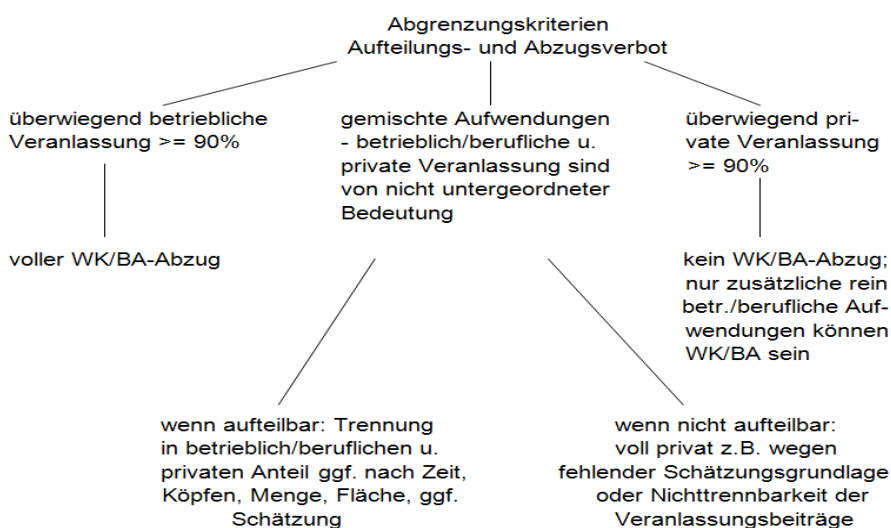 Abgrenzungskriterien
Aufteilungs- und Abzugsverbot
überwiegend betriebliche
Veranlassung >= 90%
gemischte Aufwendungen
- betrieblich/berufliche u.
private Veranlassung sind
von nicht untergeordneter
Bedeutung
überwiegend pri-
vate Veranlassung
>= 90%
voller WK/BA-Abzug
kein WK/BA-Abzug;
nur zusätzliche rein
betr./berufliche Auf-
wendungen können
WK/BA sein
wenn aufteilbar: Trennung
in betrieblich/beruflichen u.
privaten Anteil ggf. nach Zeit,
Köpfen, Menge, Fläche, ggf.
Schätzung
wenn nicht aufteilbar:
voll privat z.B. wegen
fehlender Schätzungsgrundlage
oder Nichttrennbarkeit der
Veranlassungsbeiträge